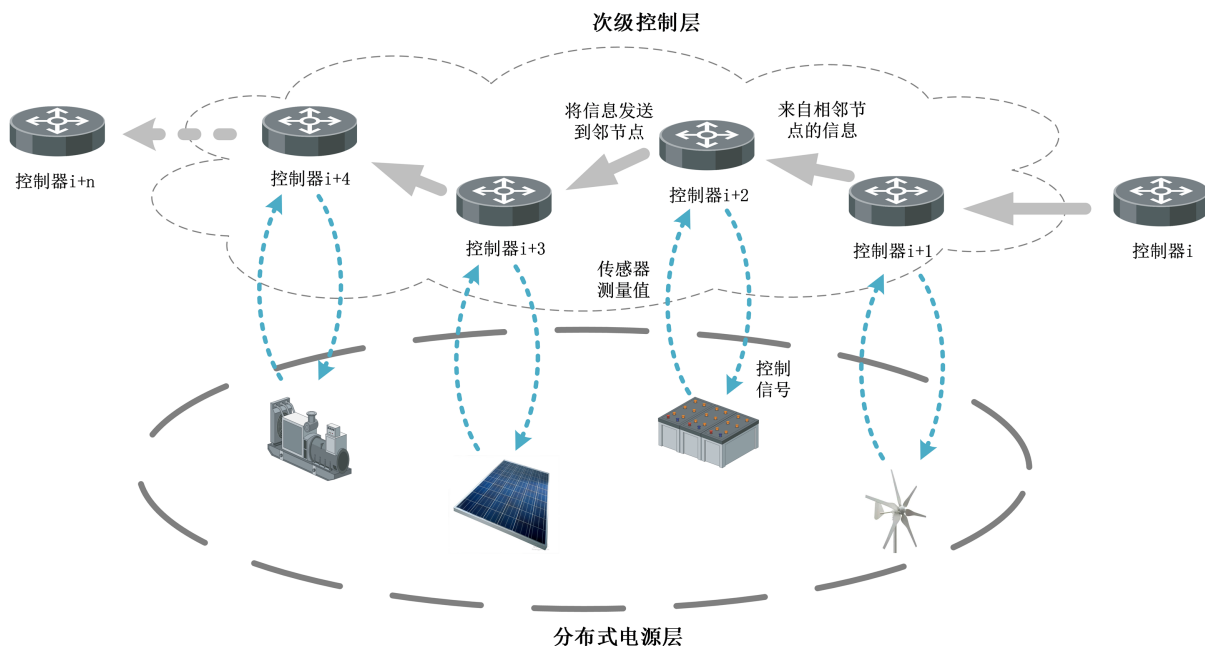 次级控制层
将信息发送
到邻节点
来自相邻节
点的信息
控制器i+n
控制器i+4
控制器i+3
控制器i+2
控制器i+1
控制器i
传感器
测量值
控制
信号
分布式电源层